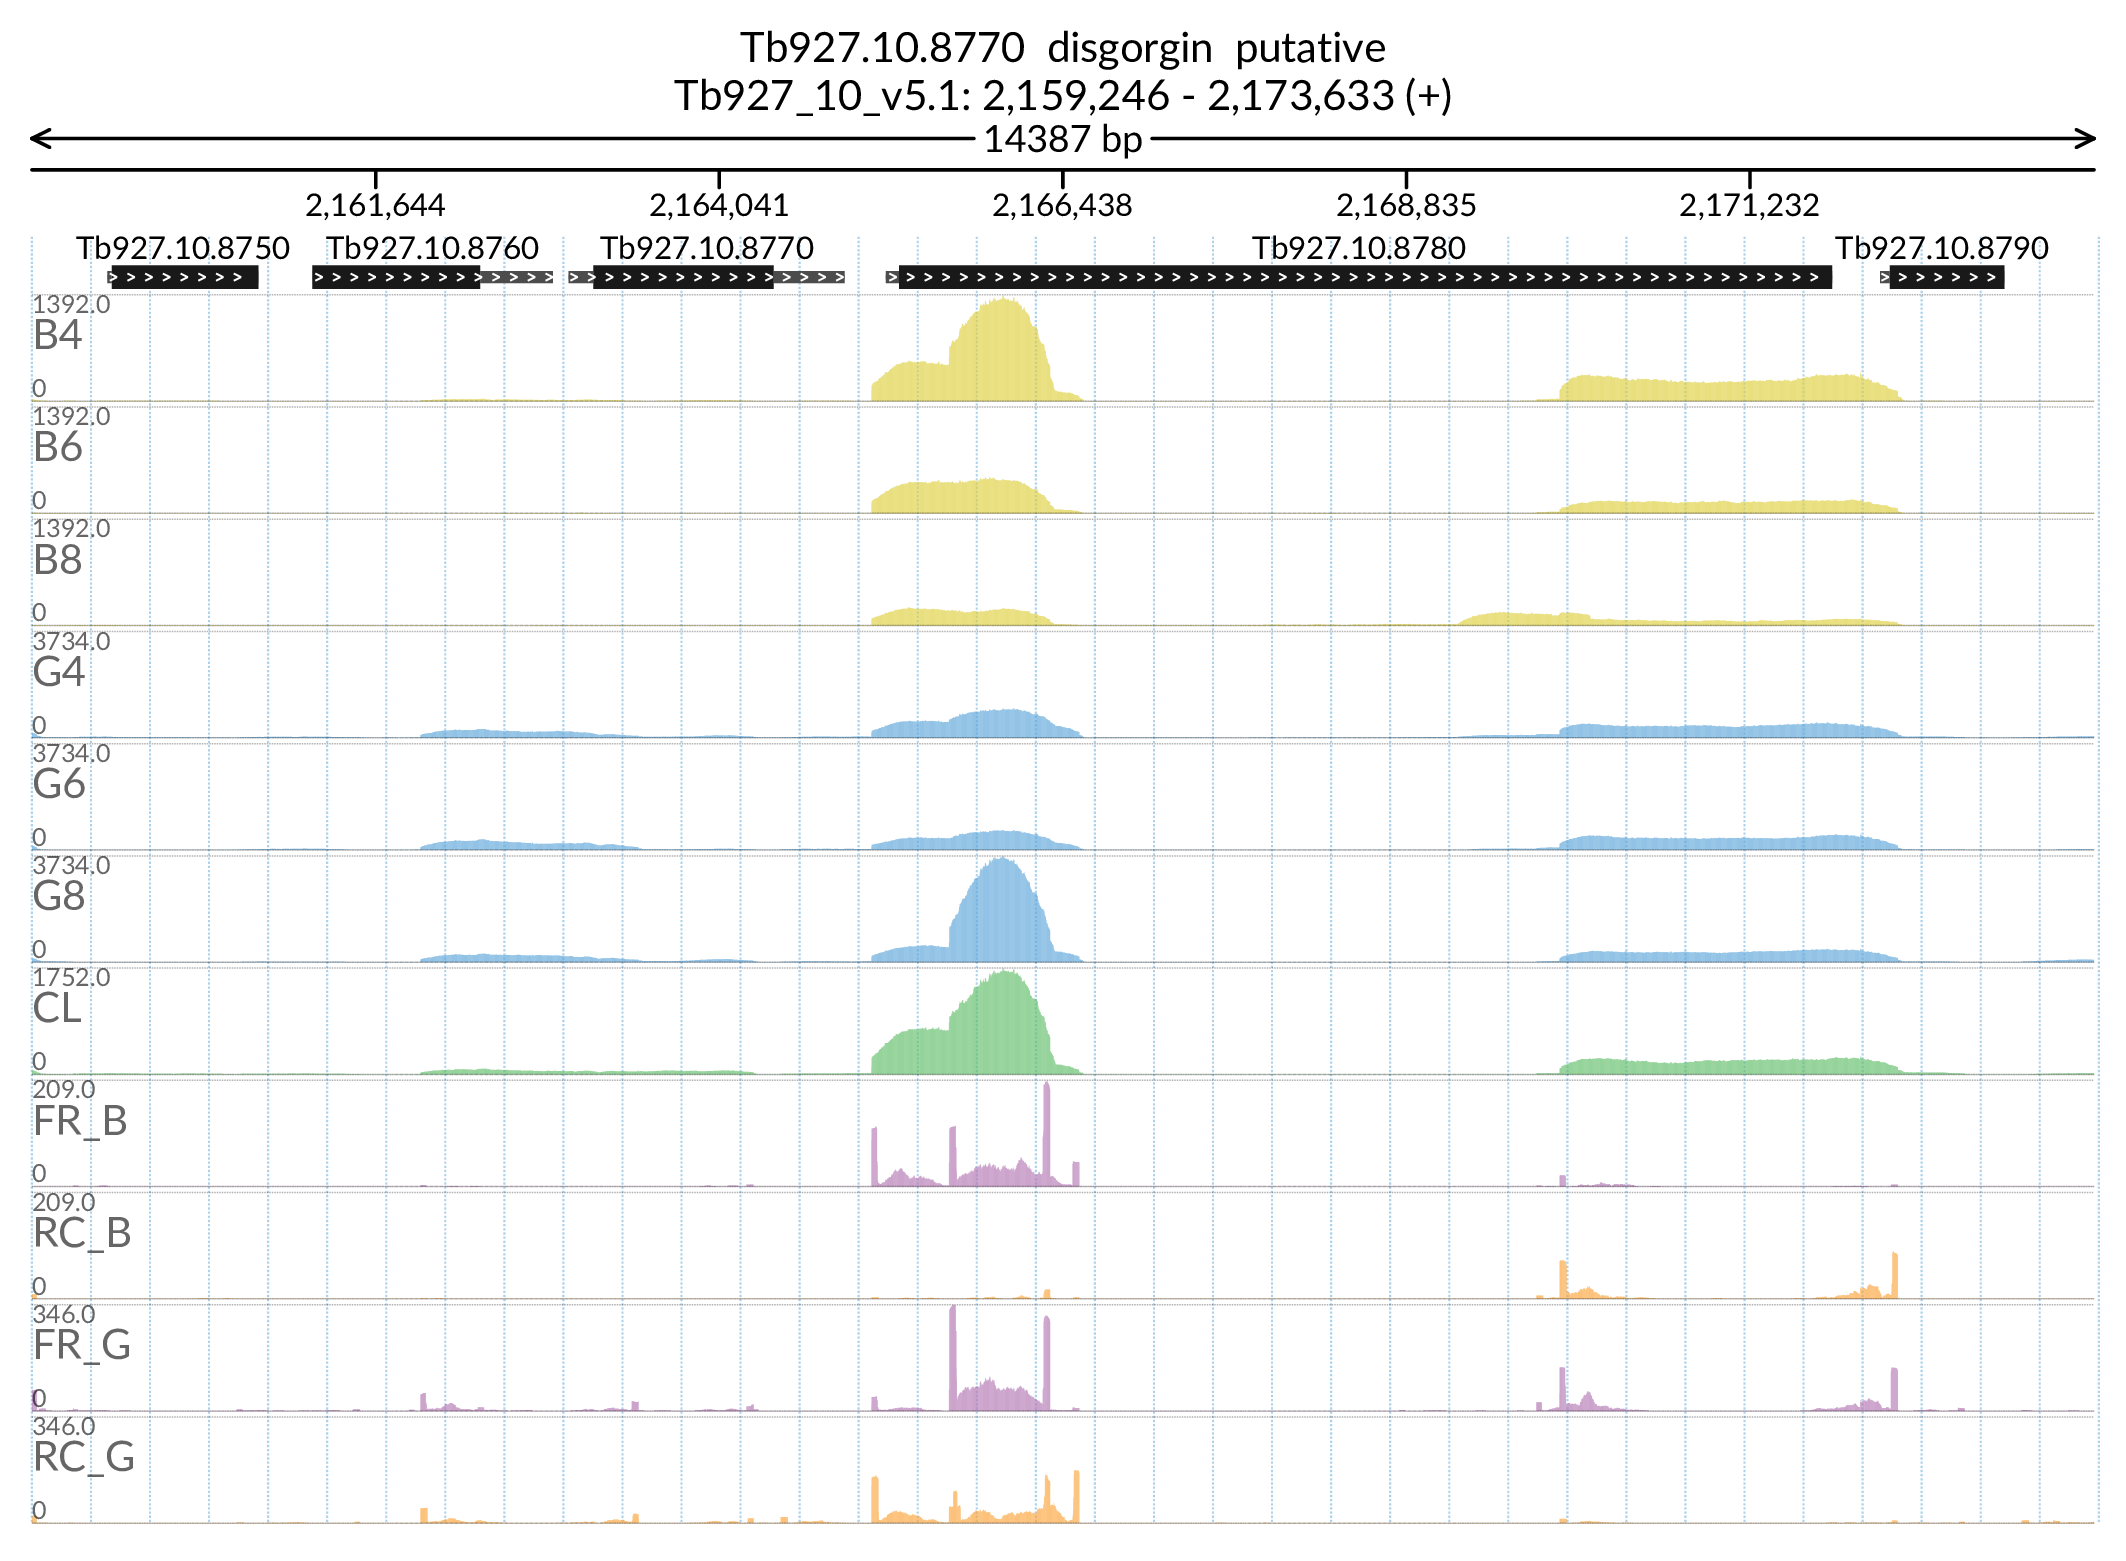 Tb927.10.8770 disgorgin putative
Tb927_10_v5.1: 2,159,246 - 2,173,633 (+)
14387 bp
2,161,644 2,164,041 2,166,438 2,168,835 2,171,232
Tb927.10.8750 Tb927.10.8760 Tb927.10.8770 Tb927.10.8780 Tb927.10.8790
1392.0
B4
0
1392.0
B6
0
1392.0
B8
0
3734.0
G4
0
3734.0
G6
0
3734.0
G8
0
1752.0
CL
0
209.0
FR_B
0
209.0
RC_B
0
346.0
FR_G
0
346.0
RC_G
0